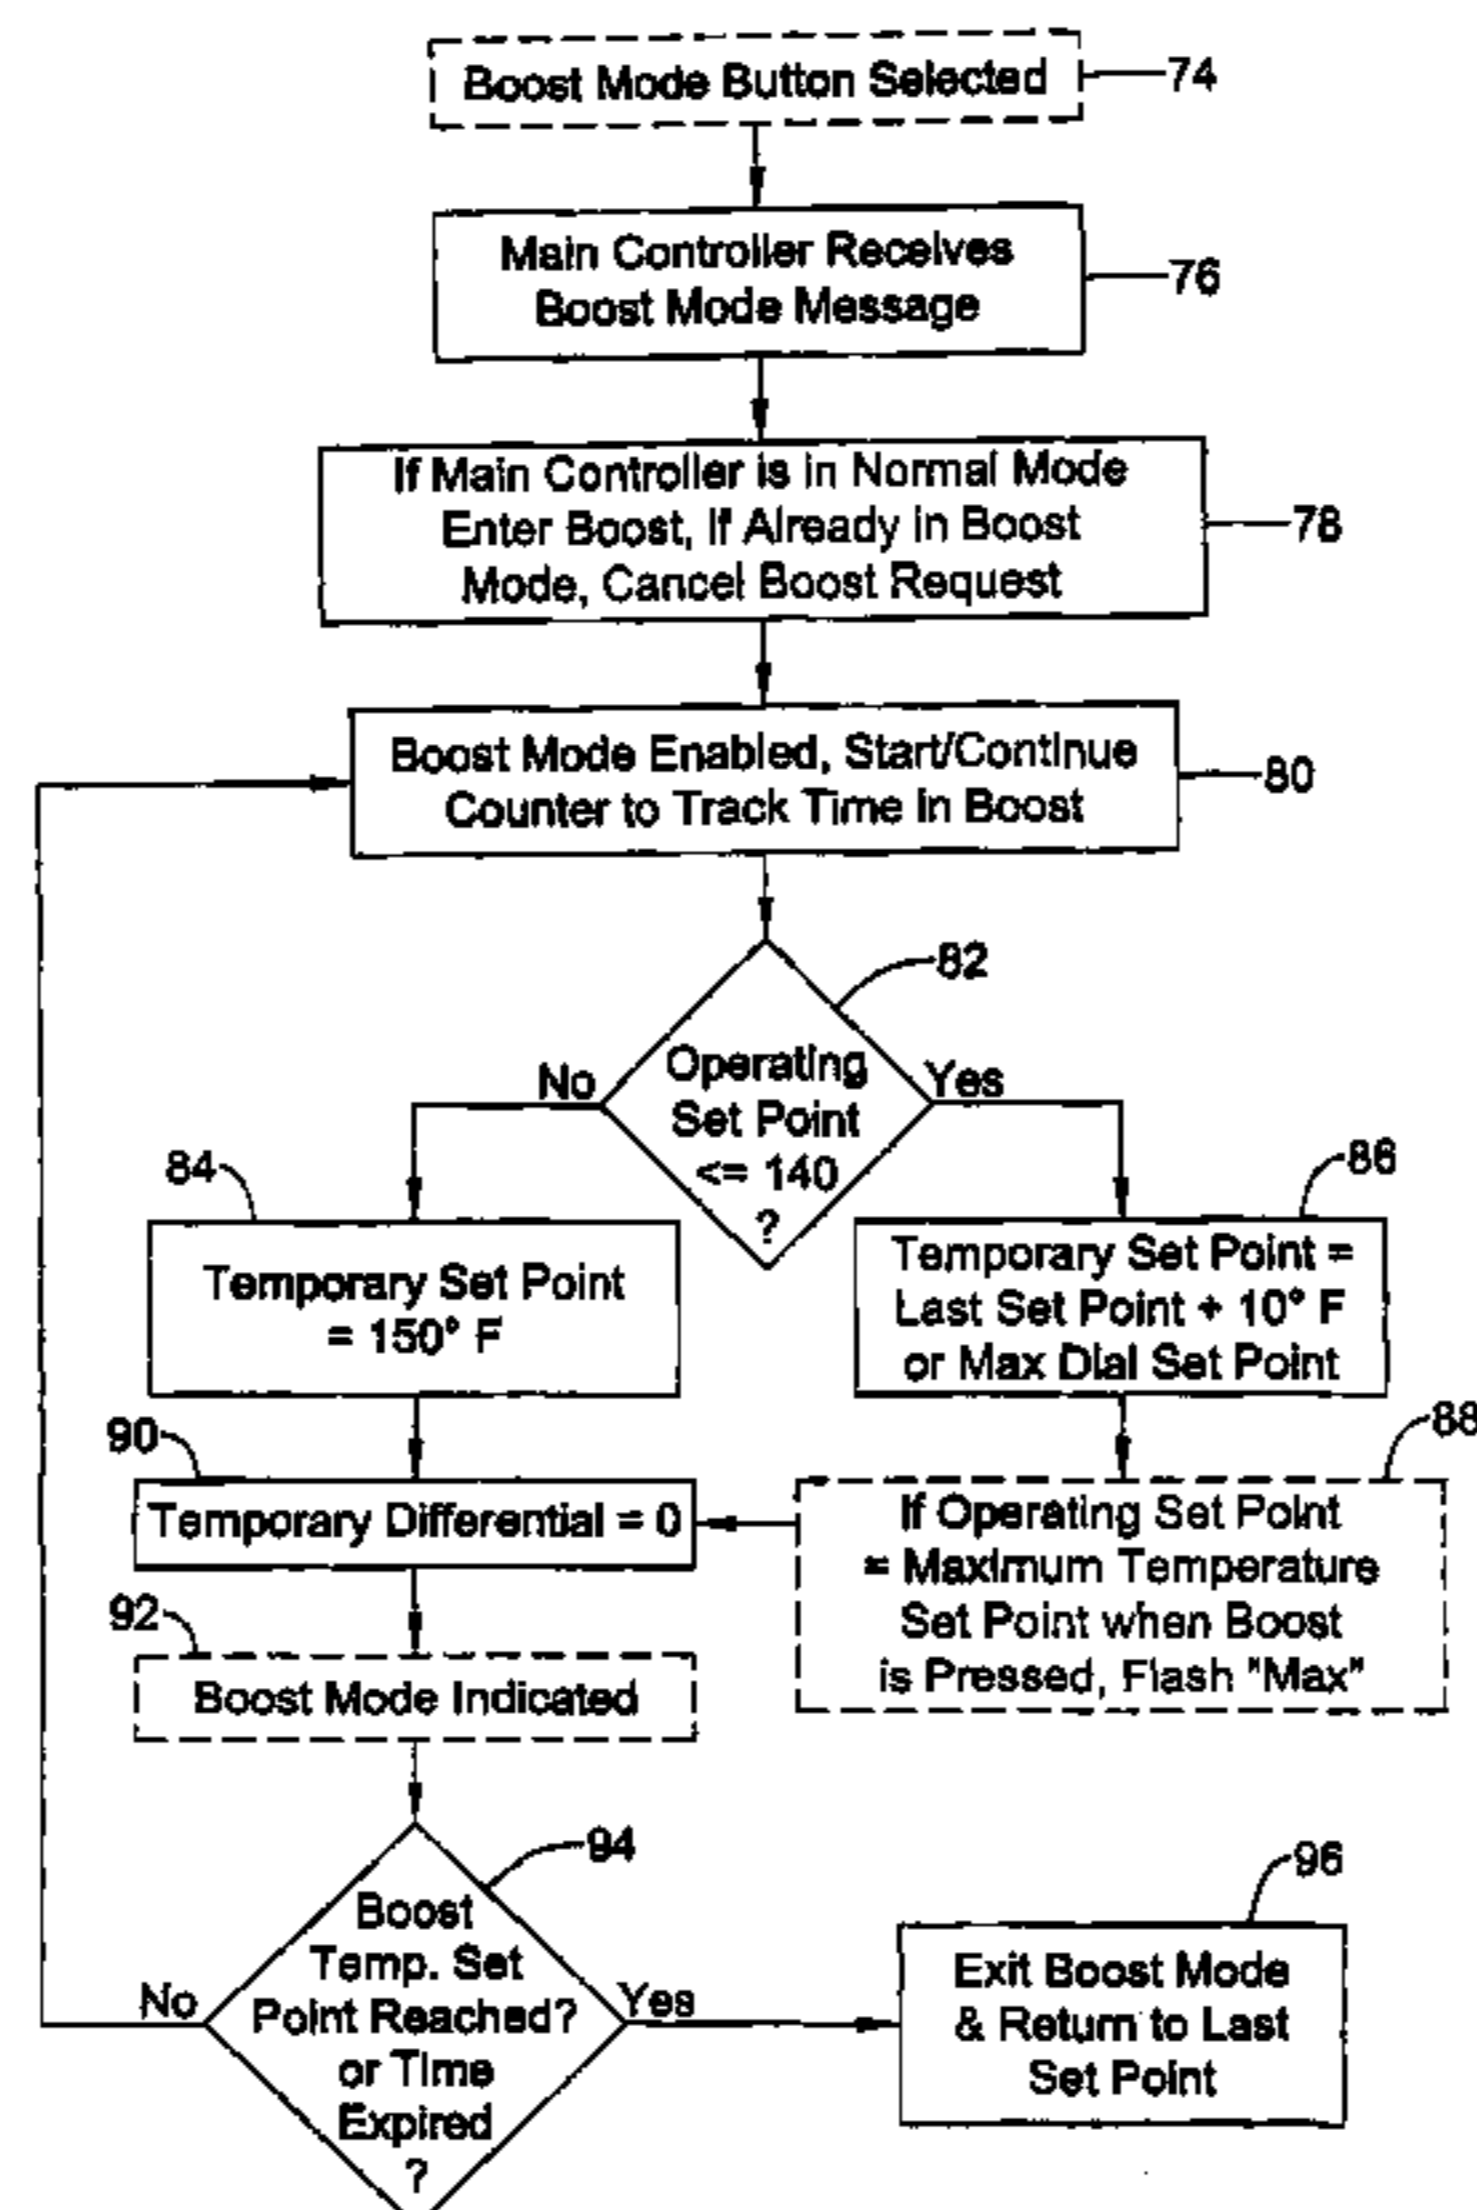 Boost Mode Button Selected
74
Main Controller Receives
Boost Mode Message
76
If Main Controller is in Normal Mode
Enter Boost, If Already in Boost
Mode, Cancel Boost Request
78
Boost Mode Enabled, Start/Continue
Counter to Track Time in Boost
80
82
Operating
Set Point
<= 140
?
No
Yes
84
Temporary Set Point
= 150° F
86
Temporary Set Point =
Last Set Point + 10° F
or Max Dial Set Point
90
Temporary Differential = 0
88
If Operating Set Point
= Maximum Temperature
Set Point when Boost
is Pressed, Flash "Max"
92
Boost Mode Indicated
94
Boost
Temp. Set
Point Reached?
or Time
Expired
?
No
Yes
96
Exit Boost Mode
& Return to Last
Set Point